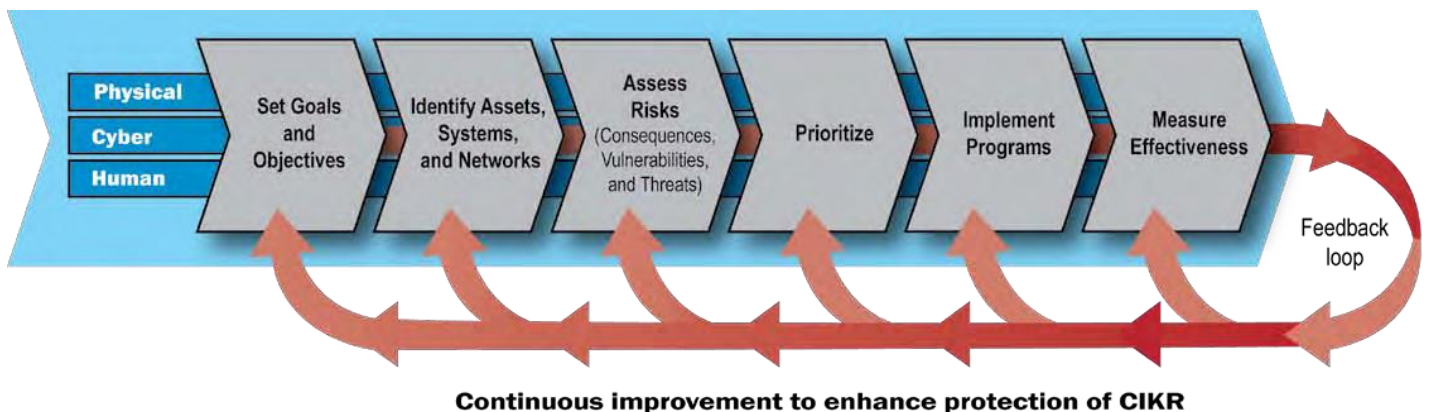 Physical
Cyber
Human
Set Goals
and
Objectives
Identify Assets,
Systems,
and Networks
Assess
Risks
(Consequences,
Vulnerabilities,
and Threats)
Prioritize
Implement
Programs
Measure
Effectiveness
Feedback
loop
Continuous improvement to enhance protection of CIKR